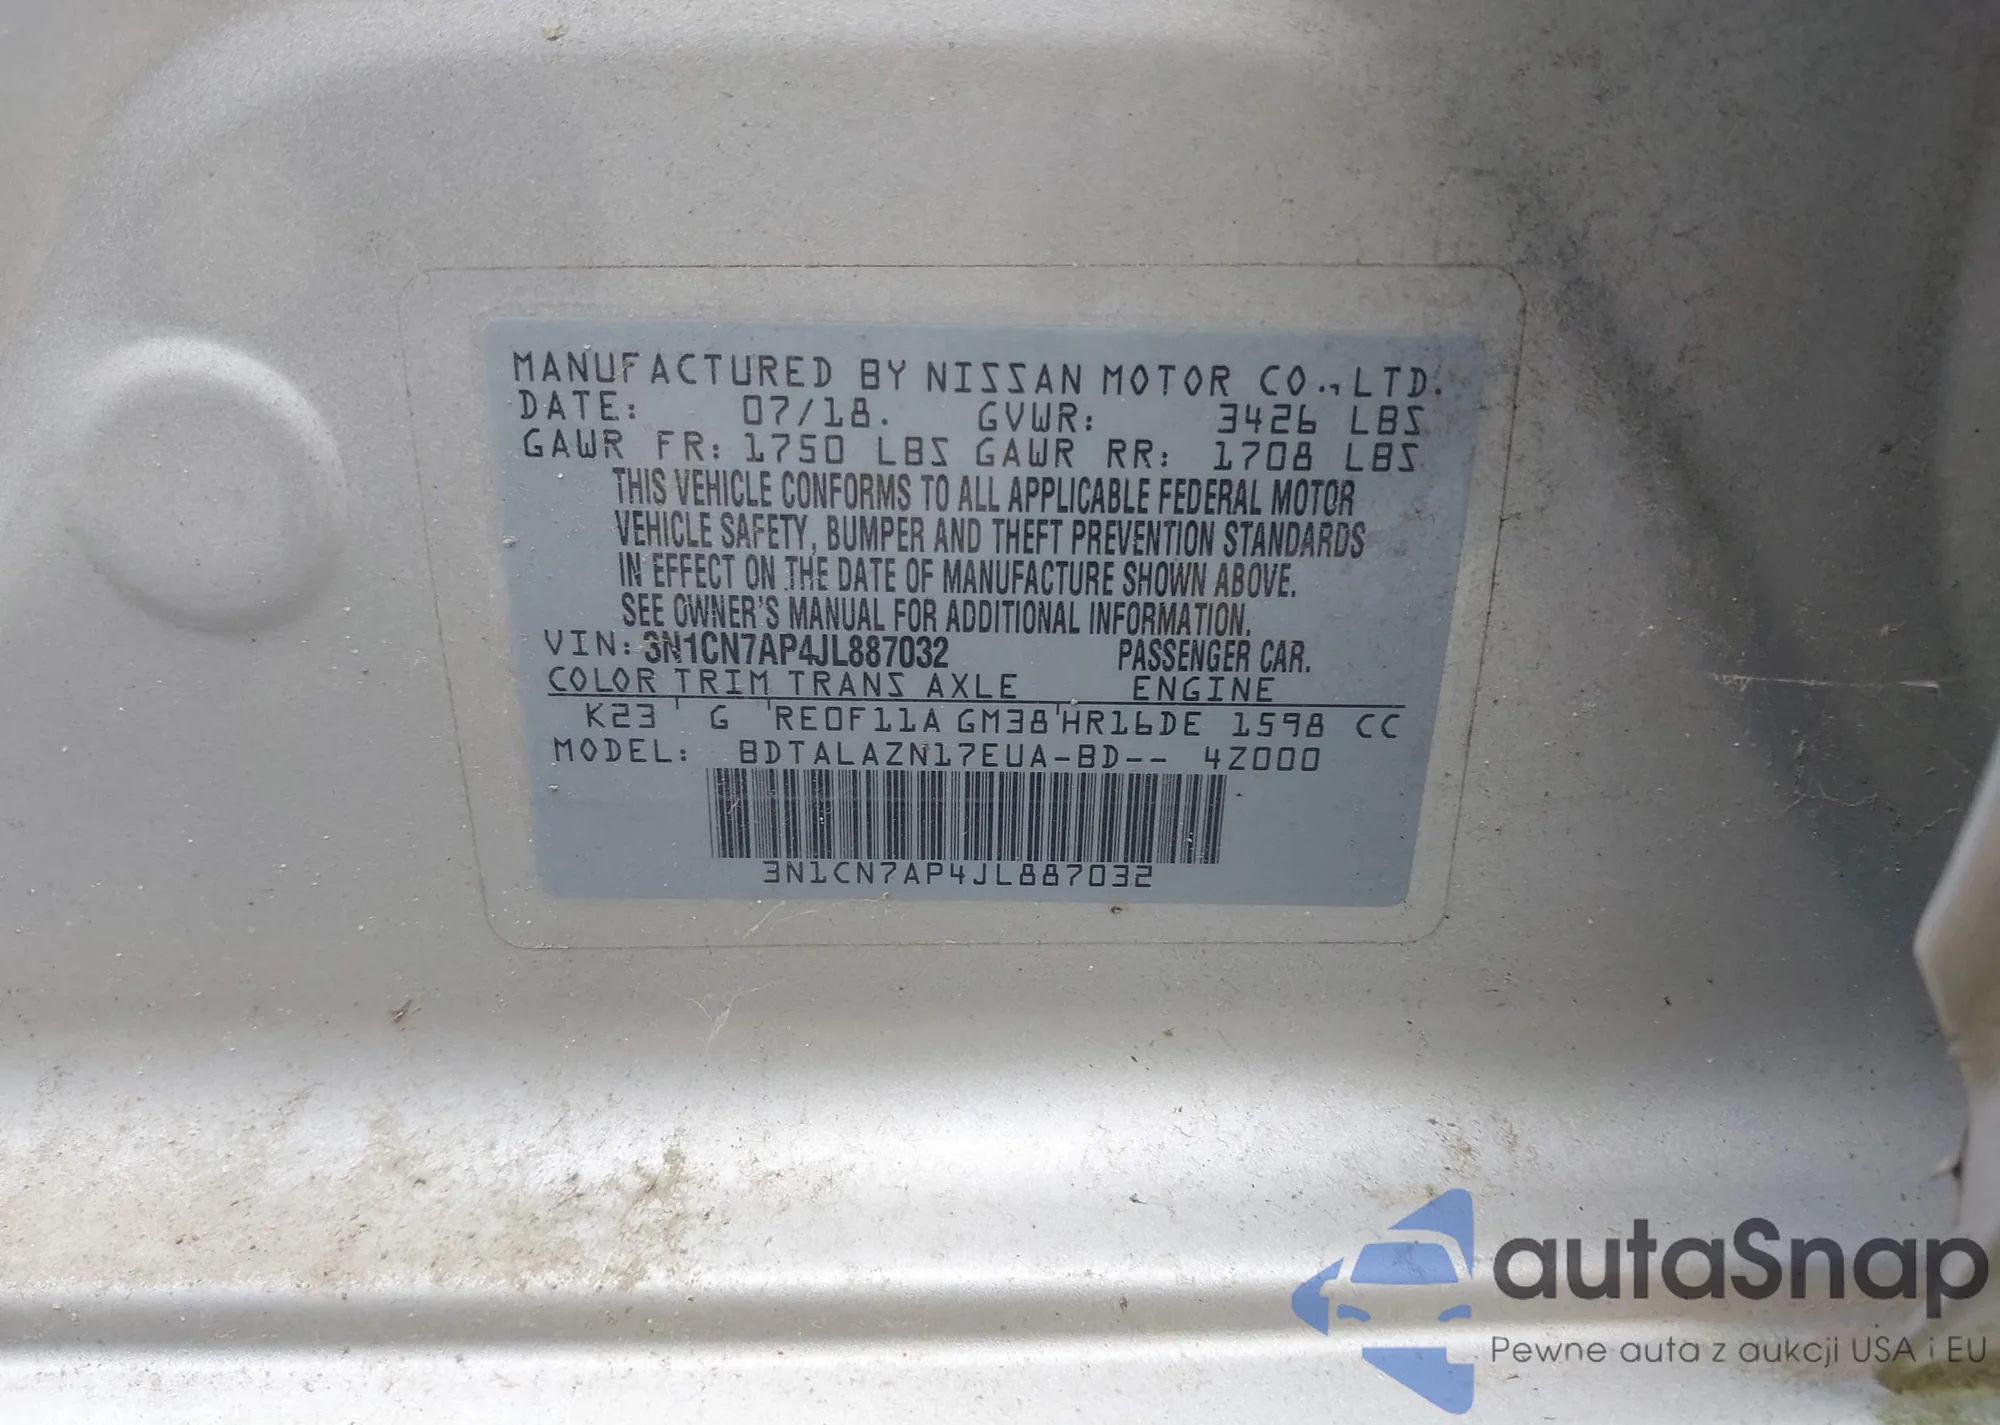 MANUFACTURED BY NISSAN MOTOR CO., LTD.
DATE: 07/18. GVWR: 3426 LBS
GAWR FR: 1750 LBS GAWR RR: 1708 LBS
THIS VEHICLE CONFORMS TO ALL APPLICABLE FEDERAL MOTOR
VEHICLE SAFETY, BUMPER AND THEFT PREVENTION STANDARDS
IN EFFECT ON THE DATE OF MANUFACTURE SHOWN ABOVE.
SEE OWNER'S MANUAL FOR ADDITIONAL INFORMATION.
VIN: 3N1CN7AP4JL887032 PASSENGER CAR.
COLOR TRIM TRANS AXLE ENGINE
K23 G RE0F11A GM38 HR16DE 1598 CC
MODEL: BDTALAZN17EUA-BD-- 4Z000
3N1CN7AP4JL887032
autaSnap
Pewne auta z aukcji USA i EU